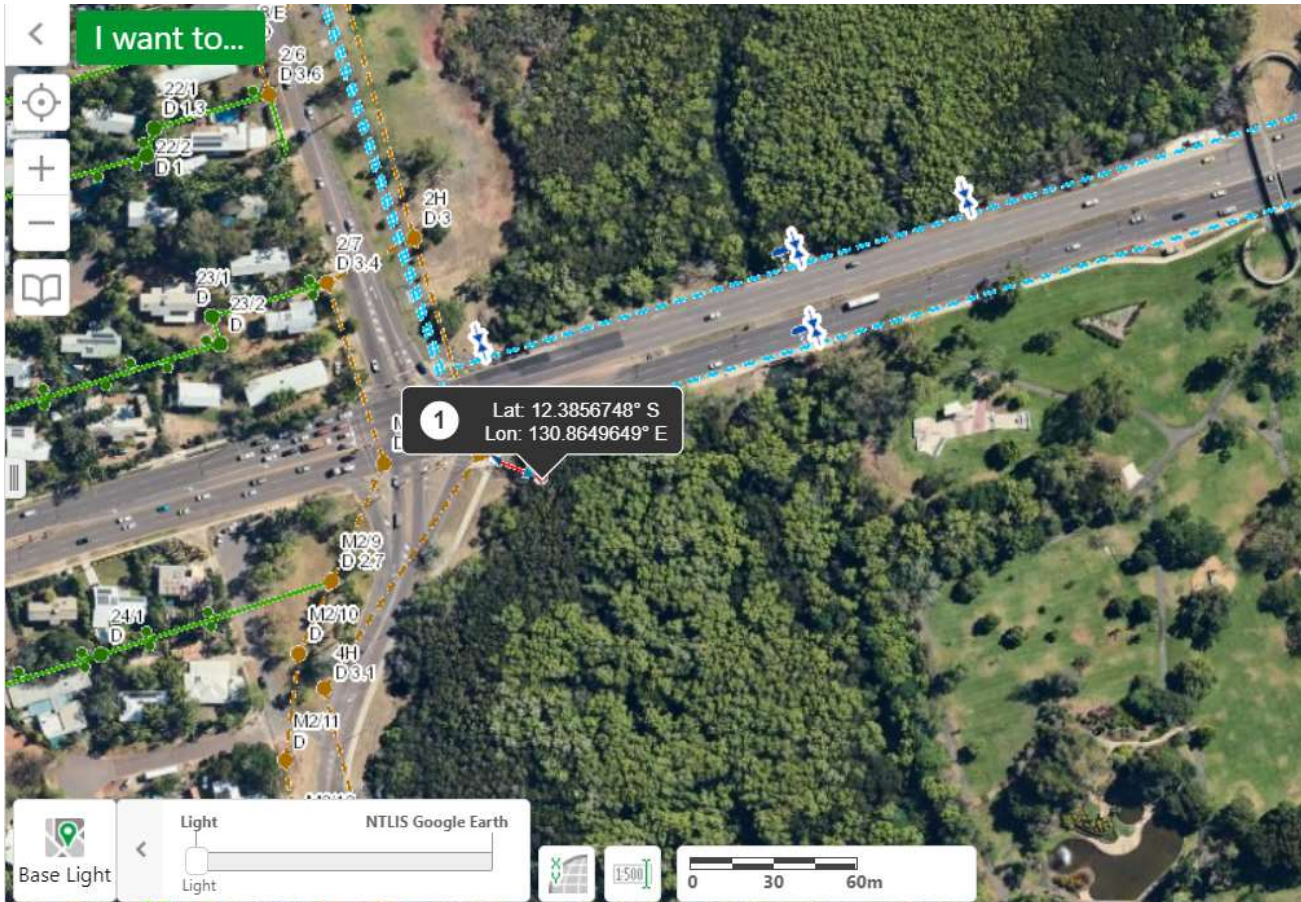 I want to...
3/E
D
2/6
D 3.6
22/1
D 1.3
22/2
D 1
2H
D 3
2/7
D 3.4
23/1
D
23/2
D
1
Lat: 12.3856748° S
Lon: 130.8649649° E
M2/9
D 2.7
M2/10
D
24/1
D
4H
D 3.1
M2/11
D
Light
NTLIS Google Earth
Light
Base Light
X
Y
1:500
0
30
60m